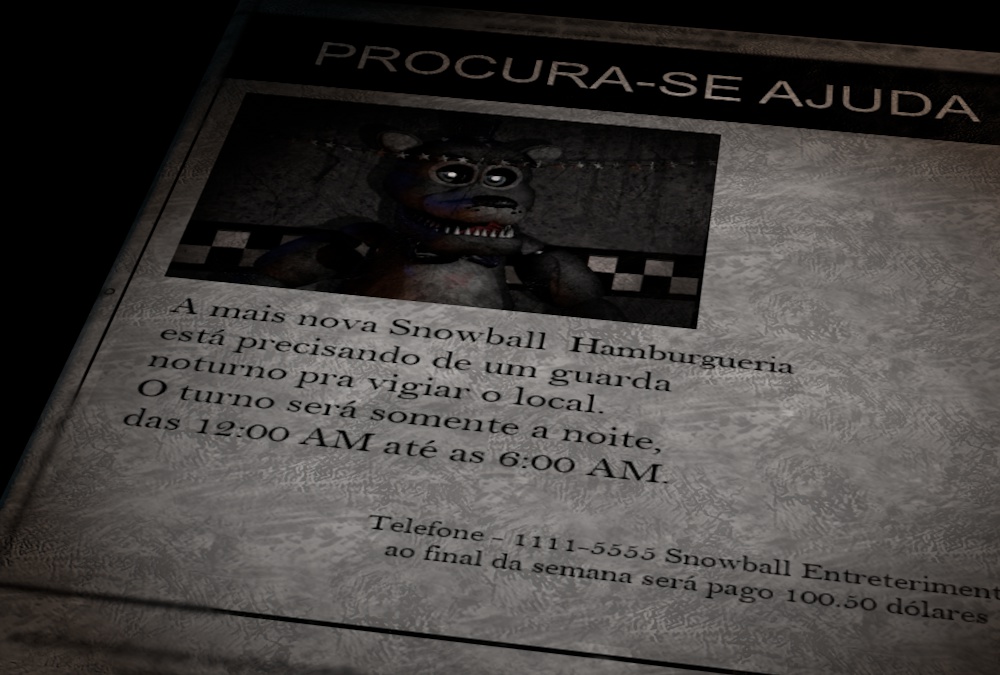 PROCURA-SE AJUDA
A mais nova Snowball Hamburgueria
está precisando de um guarda
noturno pra vigiar o local.
O turno será somente a noite,
das 12:00 AM até as 6:00 AM.
Telefone - 1111-5555 Snowball Entreteriment
ao final da semana será pago 100.50 dólares